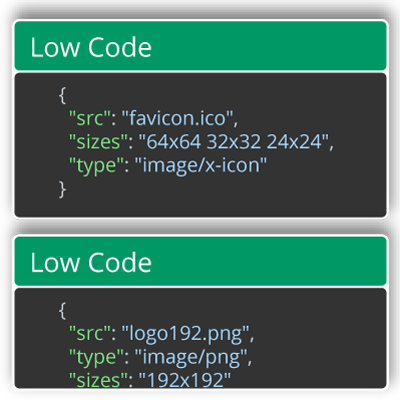 Low Code
{
"src": "favicon.ico",
"sizes": "64x64 32x32 24x24",
"type": "image/x-icon"
}
Low Code
{
"src": "logo192.png",
"type": "image/png",
"sizes": "192x192"